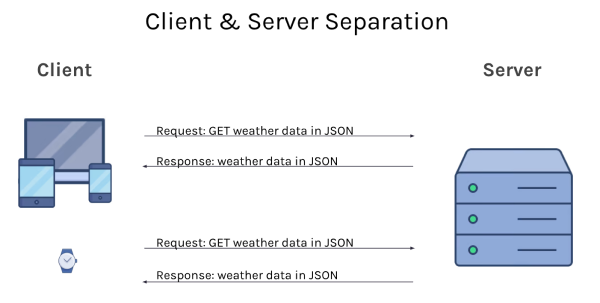 Client & Server Separation
Client
Server
Request: GET weather data in JSON
Response: weather data in JSON
Request: GET weather data in JSON
Response: weather data in JSON